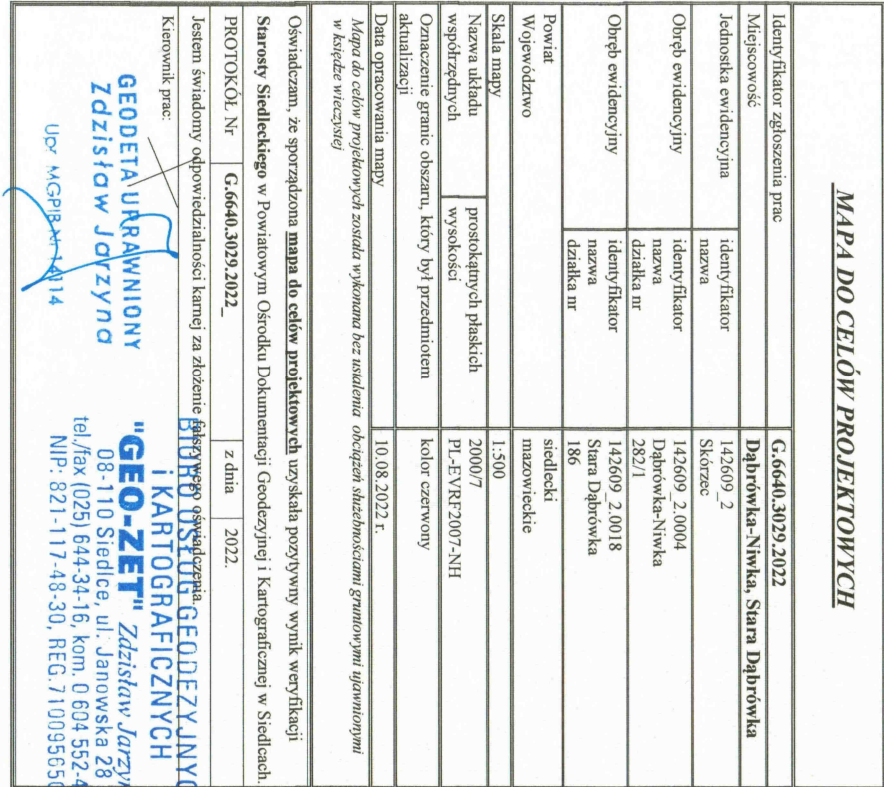 MAPA DO CELÓW PROJEKTOWYCH
Identyfikator zgłoszenia prac G.6640.3029.2022
Miejscowość Dąbrówka-Niwka, Stara Dąbrówka
Jednostka ewidencyjna identyfikator 142609_2
nazwa Skórzec
Obręb ewidencyjny identyfikator 142609_2.0004
nazwa Dąbrówka-Niwka
działka nr 282/1
Obręb ewidencyjny identyfikator 142609_2.0018
nazwa Stara Dąbrówka
działka nr 186
Powiat siedlecki
Województwo mazowieckie
Skala mapy 1:500
Nazwa układu prostokątnych płaskich 2000/7
współrzędnych wysokości PL-EVRF2007-NH
Oznaczenie granic obszaru, który był przedmiotem kolor czerwony
aktualizacji
Data opracowania mapy 10.08.2022 r.
Mapa do celów projektowych została wykonana bez ustalenia obciążeń służebnościami gruntowymi ujawnionymi
w księdze wieczystej
Oświadczam, że sporządzona mapa do celów projektowych uzyskała pozytywny wynik weryfikacji
Starosty Siedleckiego w Powiatowym Ośrodku Dokumentacji Geodezyjnej i Kartograficznej w Siedlcach.
PROTOKÓŁ Nr G.6640.3029.2022_ z dnia 2022.
Jestem świadomy odpowiedzialności karnej za złożenie fałszywego oświadczenia.
Kierownik prac:
GEODETA UPRAWNIONY
Zdzisław Jarzyna
Upr MGPIB Nr 14114
BIURO USŁUG GEODEZYJNYC
i KARTOGRAFICZNYCH
"GEO-ZET" Zdzisław Jarzyn
08-110 Siedlce, ul. Janowska 28
tel./fax (025) 644-34-16, kom. 0 604 552-4
NIP: 821-117-48-30, REG. 710095650